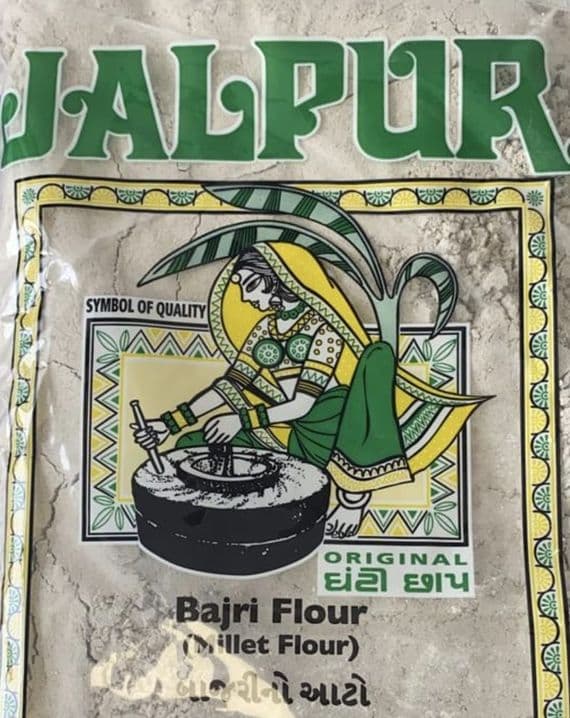 JALPUR
SYMBOL OF QUALITY
ORIGINAL
ઘંટી છાપ
Bajri Flour
(Millet Flour)
બાજરીનો આટો